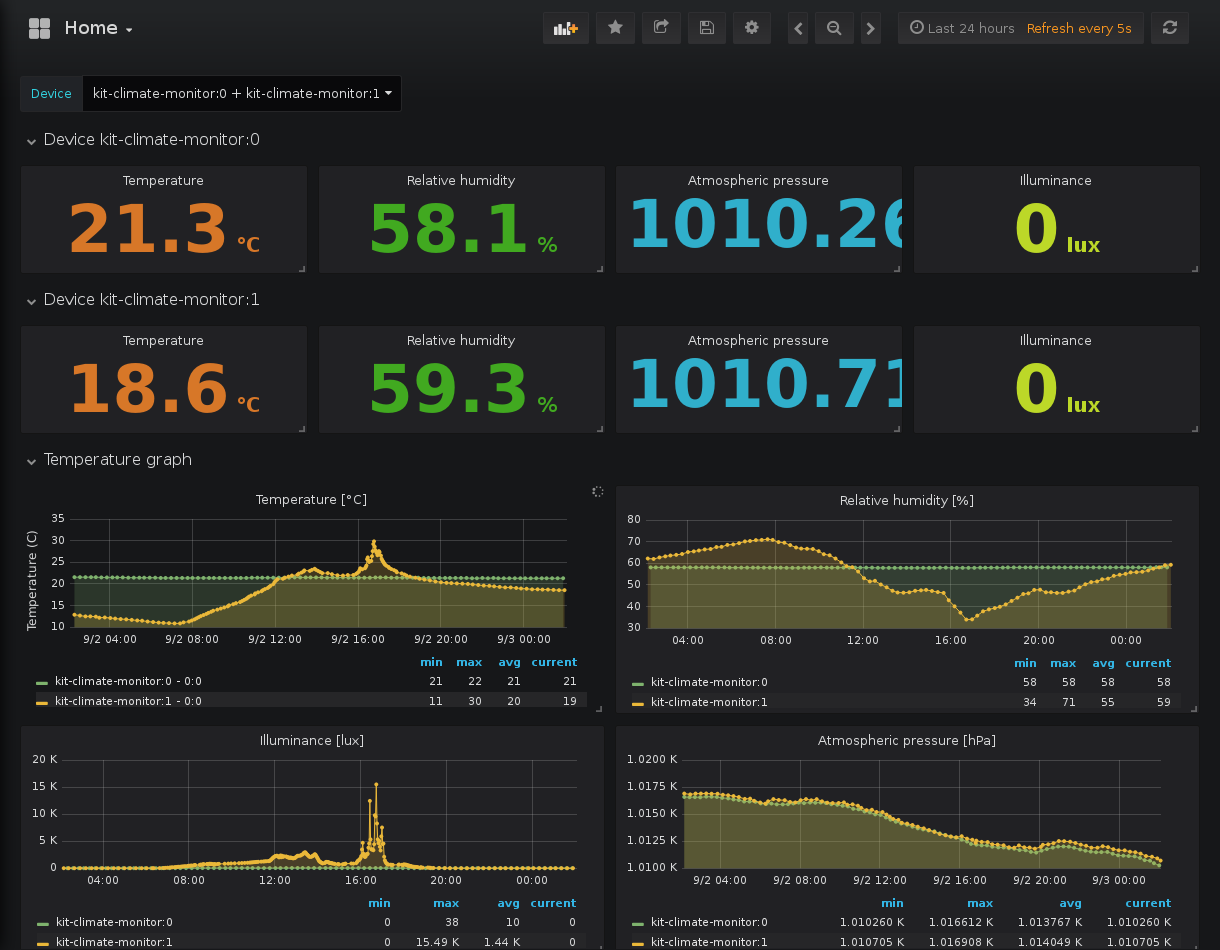 Home
Last 24 hours Refresh every 5s
Device kit-climate-monitor:0 + kit-climate-monitor:1
Device kit-climate-monitor:0
Temperature Relative humidity Atmospheric pressure Illuminance
21.3 °C 58.1 % 1010.26 0 lux
Device kit-climate-monitor:1
Temperature Relative humidity Atmospheric pressure Illuminance
18.6 °C 59.3 % 1010.71 0 lux
Temperature graph
Temperature [°C]
Temperature (C)
35
30
25
20
15
10
9/2 04:00 9/2 08:00 9/2 12:00 9/2 16:00 9/2 20:00 9/3 00:00
min max avg current
kit-climate-monitor:0 - 0:0 21 22 21 21
kit-climate-monitor:1 - 0:0 11 30 20 19
Relative humidity [%]
80
70
60
50
40
30
04:00 08:00 12:00 16:00 20:00 00:00
min max avg current
kit-climate-monitor:0 58 58 58 58
kit-climate-monitor:1 34 71 55 59
Illuminance [lux]
20 K
15 K
10 K
5 K
0
04:00 08:00 12:00 16:00 20:00 00:00
min max avg current
kit-climate-monitor:0 0 38 10 0
kit-climate-monitor:1 0 15.49 K 1.44 K 0
Atmospheric pressure [hPa]
1.0200 K
1.0175 K
1.0150 K
1.0125 K
1.0100 K
9/2 04:00 9/2 08:00 9/2 12:00 9/2 16:00 9/2 20:00 9/3 00:00
min max avg current
kit-climate-monitor:0 1.010260 K 1.016612 K 1.013767 K 1.010260 K
kit-climate-monitor:1 1.010705 K 1.016908 K 1.014049 K 1.010705 K